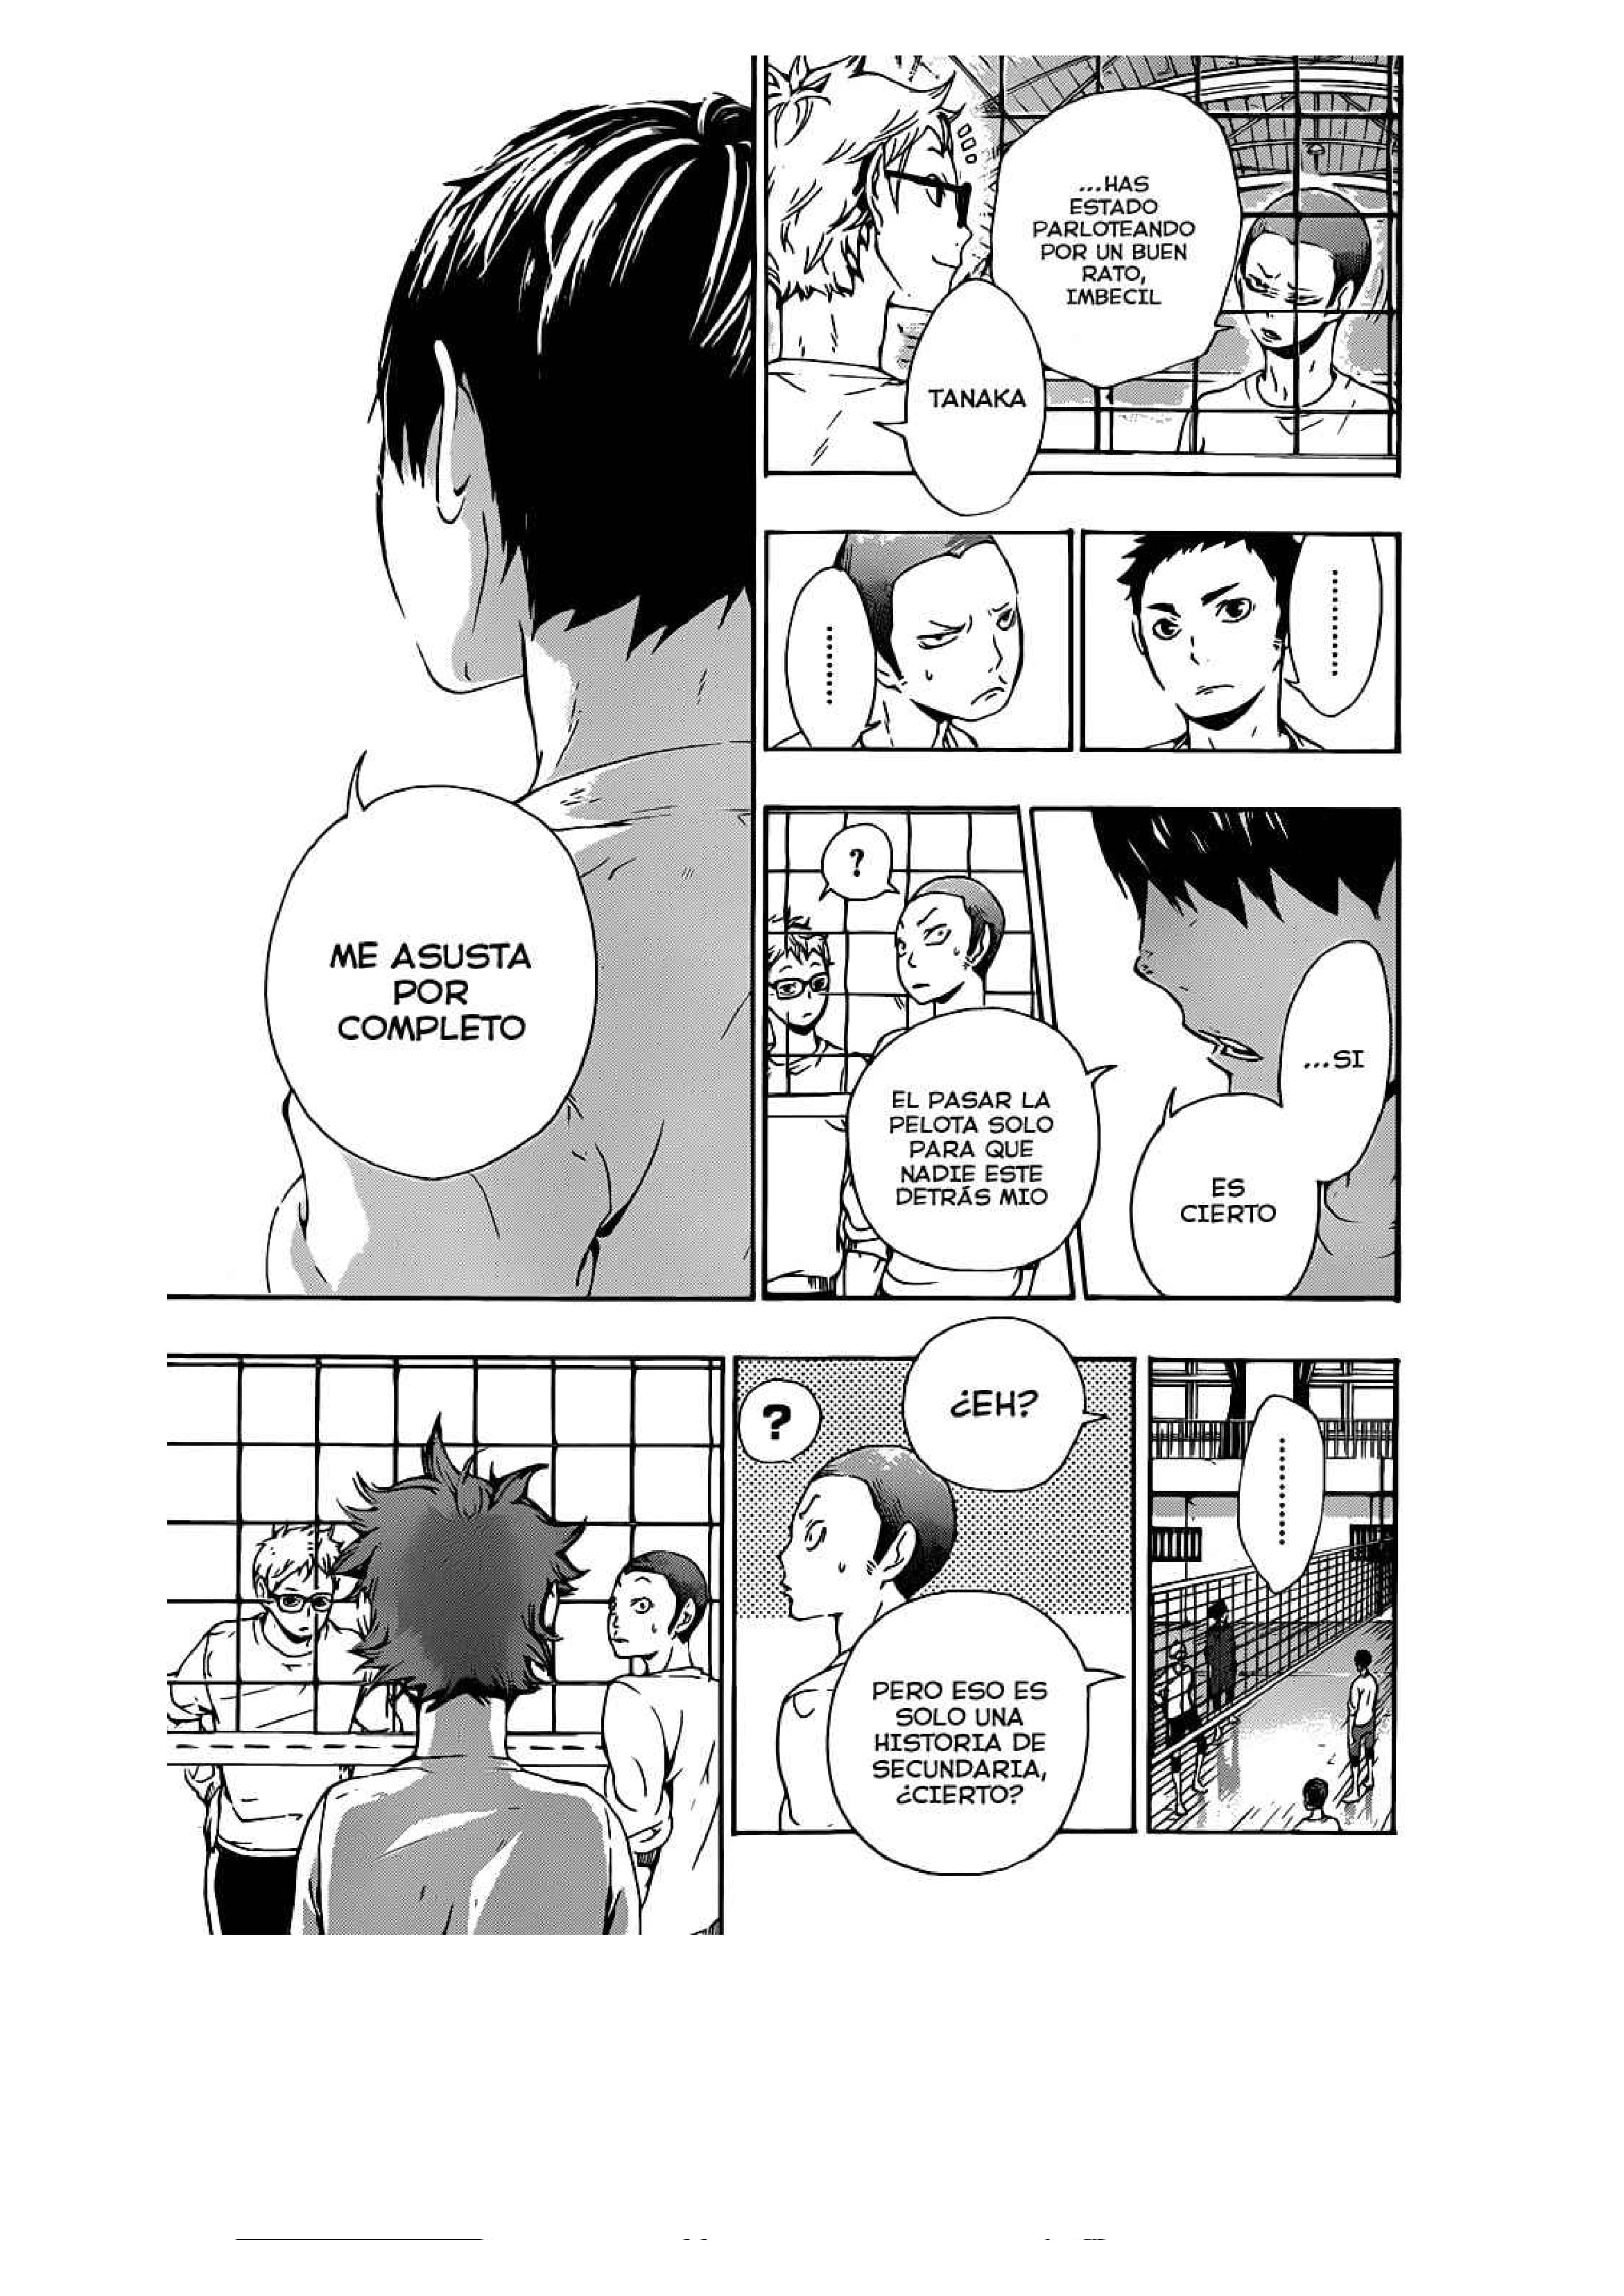 ...HAS
ESTADO
PARLOTEANDO
POR UN BUEN
RATO,
IMBECIL
TANAKA
.........
........
...SI
ES
CIERTO
?
EL PASAR LA
PELOTA SOLO
PARA QUE
NADIE ESTE
DETRÁS MIO
ME ASUSTA
POR
COMPLETO
.........
¿EH?
?
PERO ESO ES
SOLO UNA
HISTORIA DE
SECUNDARIA,
¿CIERTO?